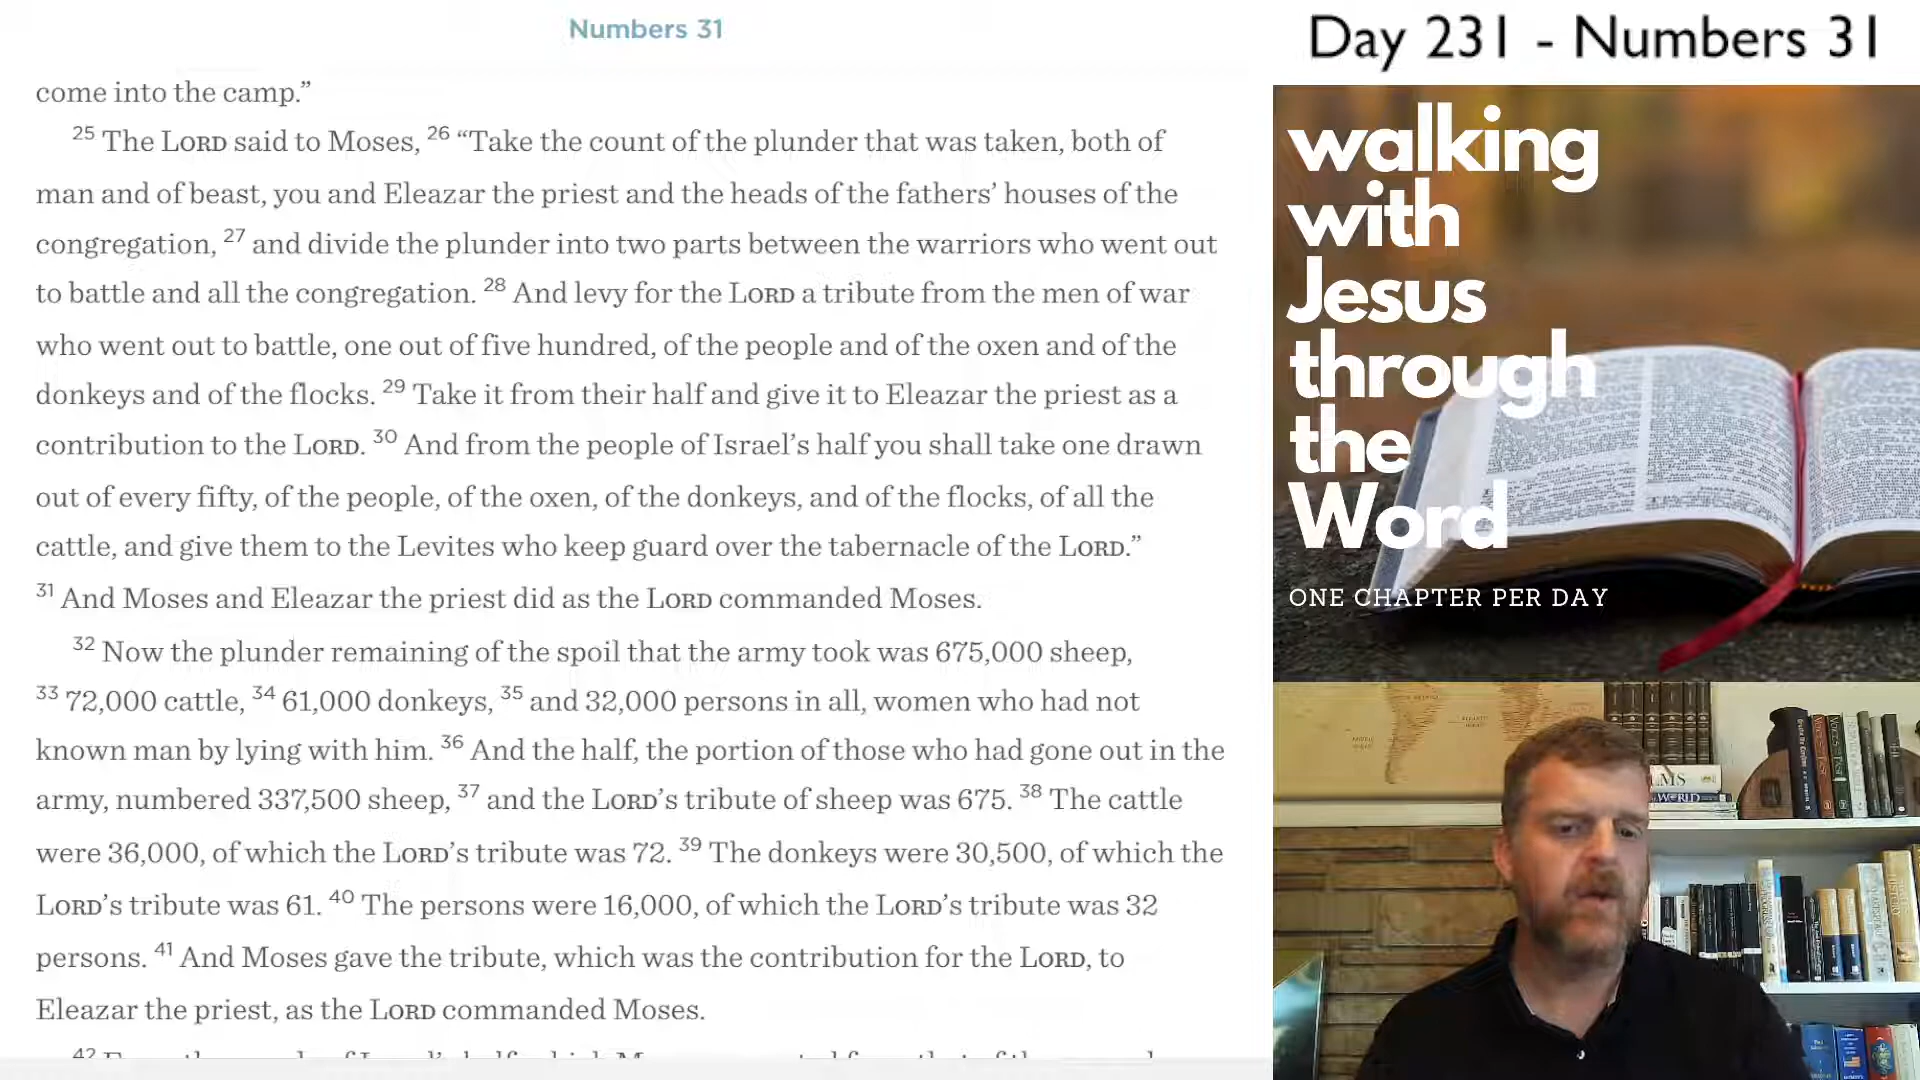 Numbers 31
come into the camp.”
25 The LORD said to Moses, 26 “Take the count of the plunder that was taken, both of
man and of beast, you and Eleazar the priest and the heads of the fathers’ houses of the
congregation, 27 and divide the plunder into two parts between the warriors who went out
to battle and all the congregation. 28 And levy for the LORD a tribute from the men of war
who went out to battle, one out of five hundred, of the people and of the oxen and of the
donkeys and of the flocks. 29 Take it from their half and give it to Eleazar the priest as a
contribution to the LORD. 30 And from the people of Israel’s half you shall take one drawn
out of every fifty, of the people, of the oxen, of the donkeys, and of the flocks, of all the
cattle, and give them to the Levites who keep guard over the tabernacle of the LORD.”
31 And Moses and Eleazar the priest did as the LORD commanded Moses.
32 Now the plunder remaining of the spoil that the army took was 675,000 sheep,
33 72,000 cattle, 34 61,000 donkeys, 35 and 32,000 persons in all, women who had not
known man by lying with him. 36 And the half, the portion of those who had gone out in the
army, numbered 337,500 sheep, 37 and the LORD’s tribute of sheep was 675. 38 The cattle
were 36,000, of which the LORD’s tribute was 72. 39 The donkeys were 30,500, of which the
LORD’s tribute was 61. 40 The persons were 16,000, of which the LORD’s tribute was 32
persons. 41 And Moses gave the tribute, which was the contribution for the LORD, to
Eleazar the priest, as the LORD commanded Moses.
42
Day 231 - Numbers 31
walking
with
Jesus
through
the
Word
ONE CHAPTER PER DAY